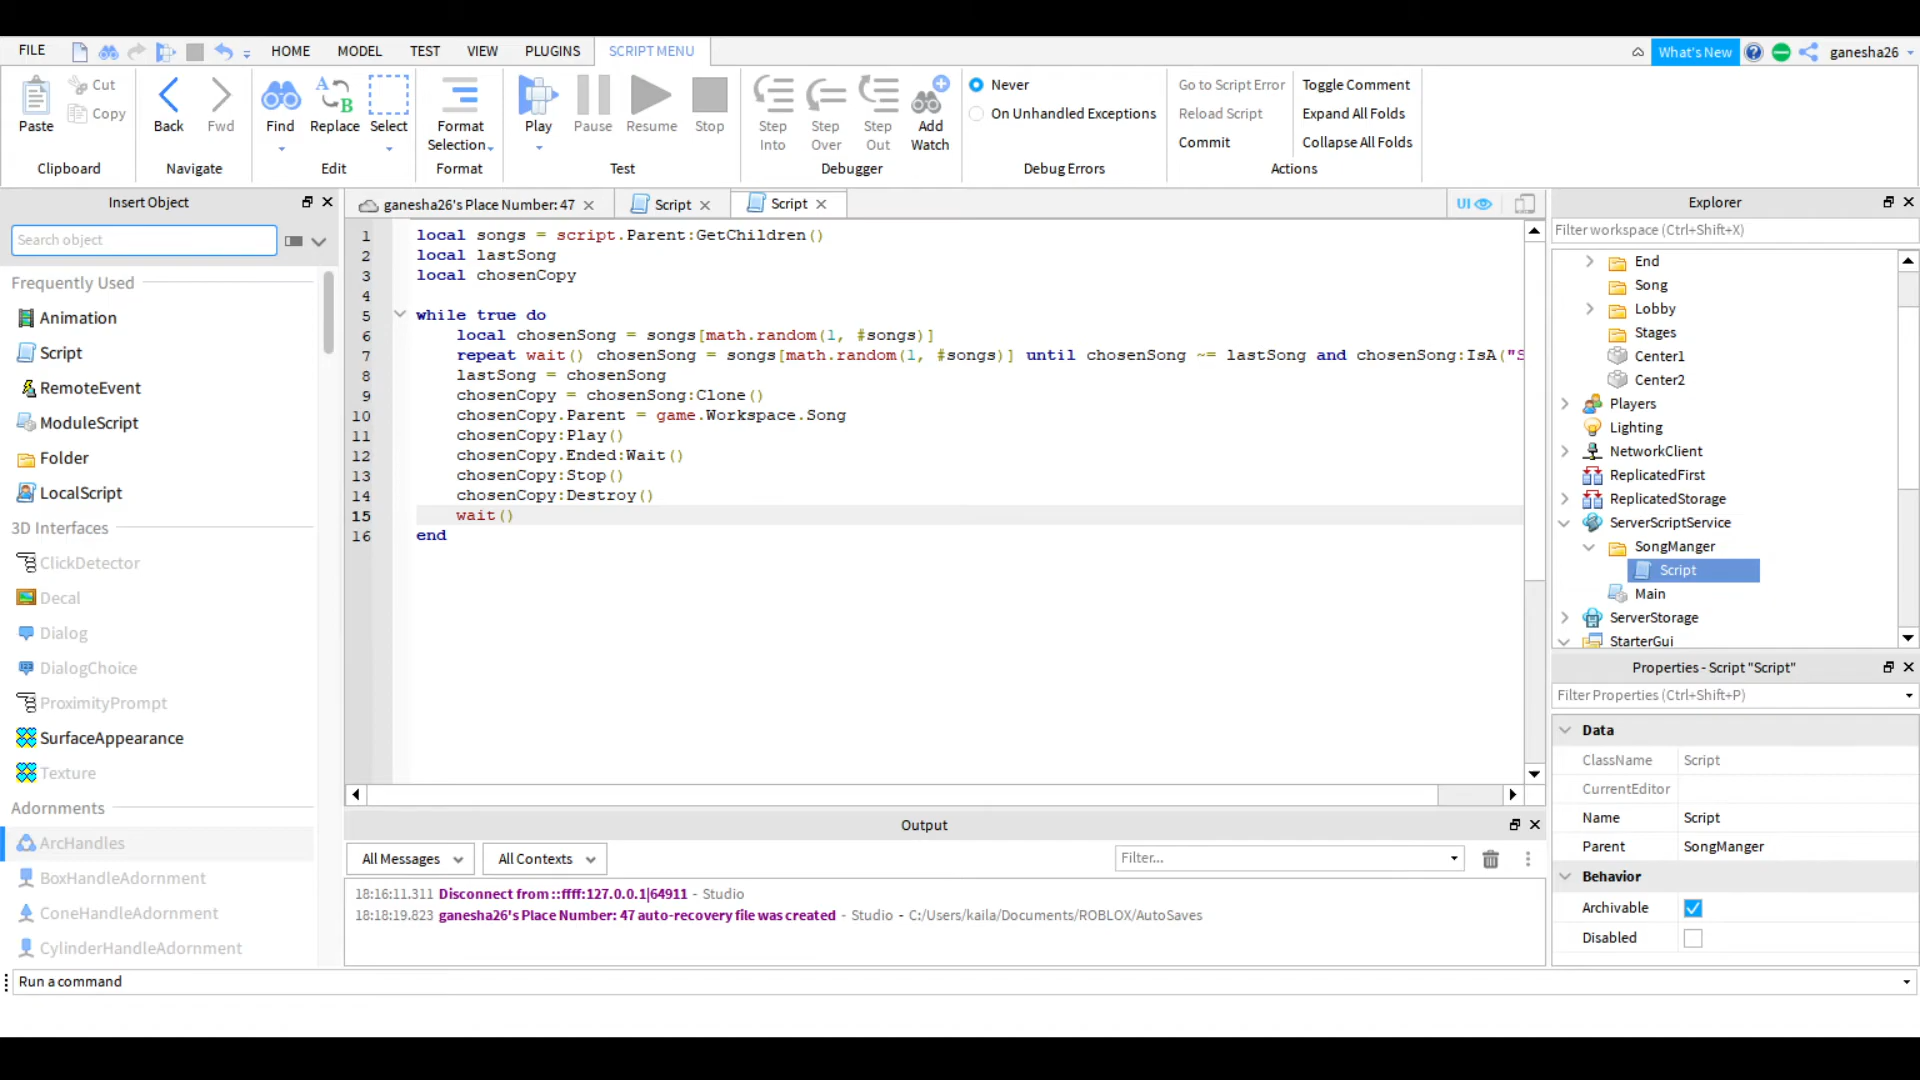 FILE HOME MODEL TEST VIEW PLUGINS SCRIPT MENU What's New ganesha26
Paste Cut Copy Clipboard
Back Fwd Navigate
Find Replace Select Edit
Format Selection Format
Play Pause Resume Stop Test
Step Into Step Over Step Out Add Watch Debugger
Never
On Unhandled Exceptions
Debug Errors
Go to Script Error Toggle Comment
Reload Script Expand All Folds
Commit Collapse All Folds
Actions
Insert Object
Search object
Frequently Used
Animation
Script
RemoteEvent
ModuleScript
Folder
LocalScript
3D Interfaces
ClickDetector
Decal
Dialog
DialogChoice
ProximityPrompt
SurfaceAppearance
Texture
Adornments
ArcHandles
BoxHandleAdornment
ConeHandleAdornment
CylinderHandleAdornment
ganesha26's Place Number: 47 Script Script UI
1 local songs = script.Parent:GetChildren()
2 local lastSong
3 local chosenCopy
4
5 while true do
6 local chosenSong = songs[math.random(1, #songs)]
7 repeat wait() chosenSong = songs[math.random(1, #songs)] until chosenSong ~= lastSong and chosenSong:IsA("S
8 lastSong = chosenSong
9 chosenCopy = chosenSong:Clone()
10 chosenCopy.Parent = game.Workspace.Song
11 chosenCopy:Play()
12 chosenCopy.Ended:Wait()
13 chosenCopy:Stop()
14 chosenCopy:Destroy()
15 wait()
16 end
Output
All Messages All Contexts Filter...
18:16:11.311 Disconnect from ::ffff:127.0.0.1|64911 - Studio
18:18:19.823 ganesha26's Place Number: 47 auto-recovery file was created - Studio - C:/Users/kaila/Documents/ROBLOX/AutoSaves
Explorer
Filter workspace (Ctrl+Shift+X)
End
Song
Lobby
Stages
Center1
Center2
Players
Lighting
NetworkClient
ReplicatedFirst
ReplicatedStorage
ServerScriptService
SongManger
Script
Main
ServerStorage
StarterGui
Properties - Script "Script"
Filter Properties (Ctrl+Shift+P)
Data
ClassName Script
CurrentEditor
Name Script
Parent SongManger
Behavior
Archivable
Disabled
Run a command